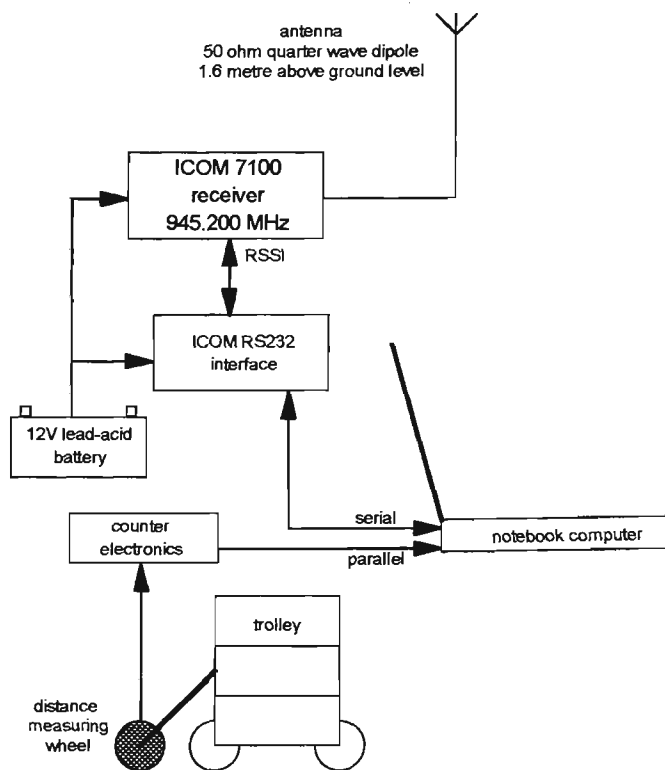 antenna
50 ohm quarter wave dipole
1.6 metre above ground level
ICOM 7100
receiver
945.200 MHz
RSSI
ICOM RS232
interface
12V lead-acid
battery
serial
counter
electronics
notebook computer
parallel
trolley
distance
measuring
wheel